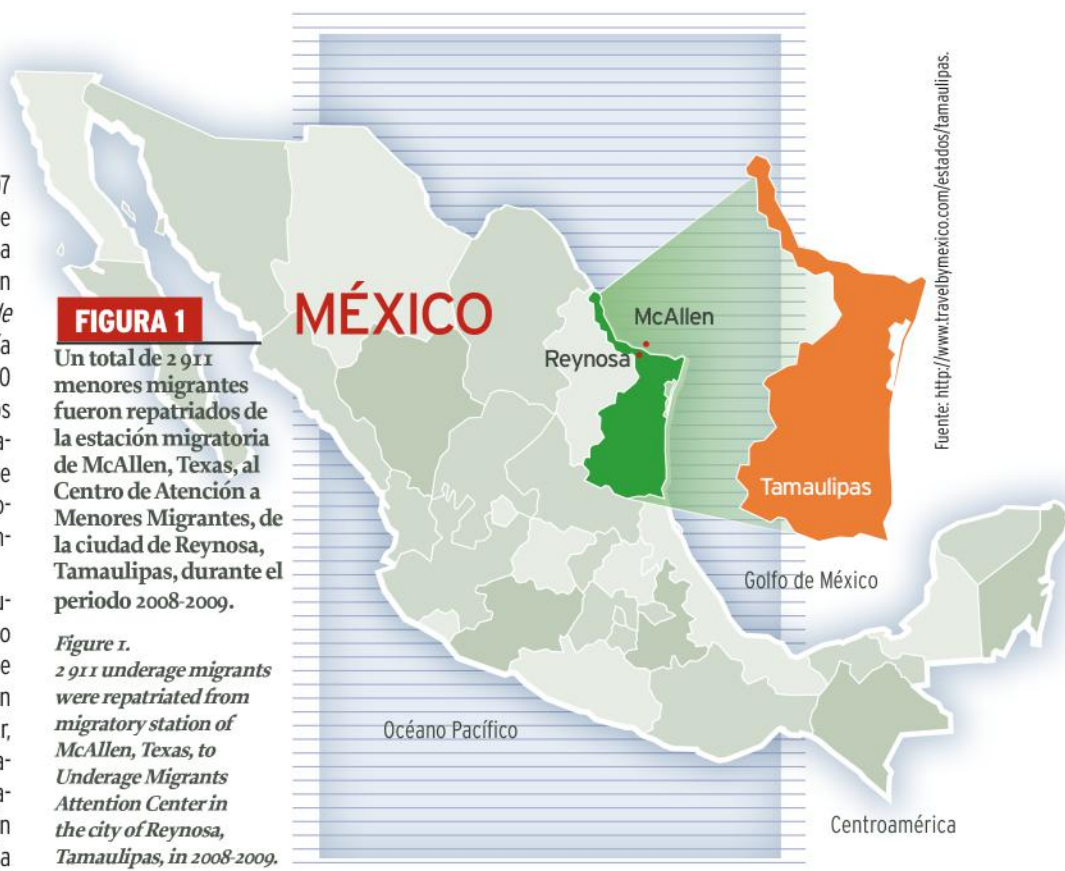 FIGURA 1
Un total de 2 911
menores migrantes
fueron repatriados de
la estación migratoria
de McAllen, Texas, al
Centro de Atención a
Menores Migrantes, de
la ciudad de Reynosa,
Tamaulipas, durante el
periodo 2008-2009.
Figure 1.
2 911 underage migrants
were repatriated from
migratory station of
McAllen, Texas, to
Underage Migrants
Attention Center in
the city of Reynosa,
Tamaulipas, in 2008-2009.
MÉXICO
McAllen
Reynosa
Tamaulipas
Golfo de México
Océano Pacífico
Centroamérica
Fuente: http://www.travelbymexico.com/estados/tamaulipas.